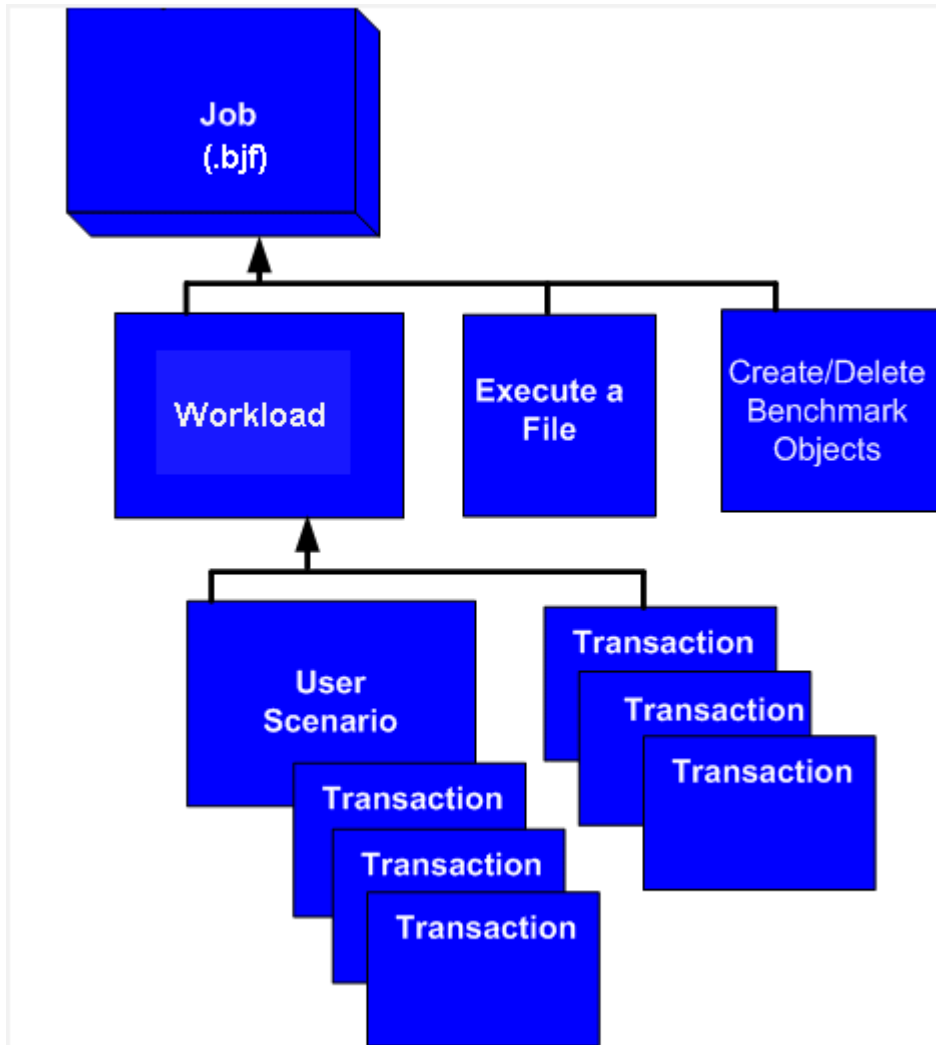 Job
(.bjf)
Workload
Execute a
File
Create/Delete
Benchmark
Objects
User
Scenario
Transaction
Transaction
Transaction
Transaction
Transaction
Transaction